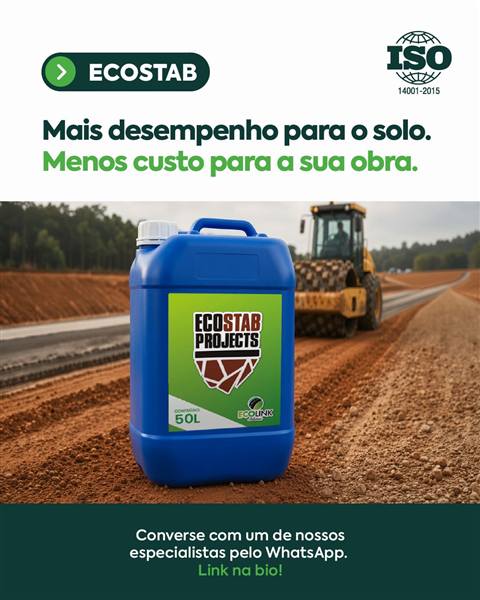 ECOSTAB
ISO
14001-2015
Mais desempenho para o solo.
Menos custo para a sua obra.
ECOSTAB
PROJECTS
CONTEÚDO:
50L
ECOLINK
Converse com um de nossos
especialistas pelo WhatsApp.
Link na bio!